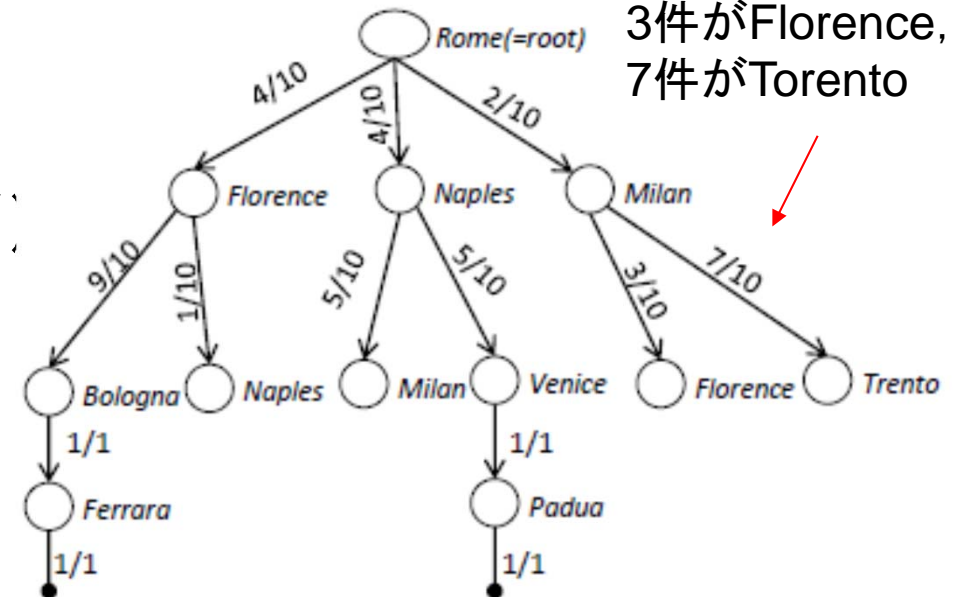 3件がFlorence,
7件がTorento
Rome(=root)
4/10
4/10
2/10
Florence
Naples
Milan
9/10
1/10
5/10
5/10
3/10
7/10
Bologna
Naples
Milan
Venice
Florence
Trento
1/1
1/1
Ferrara
Padua
1/1
1/1